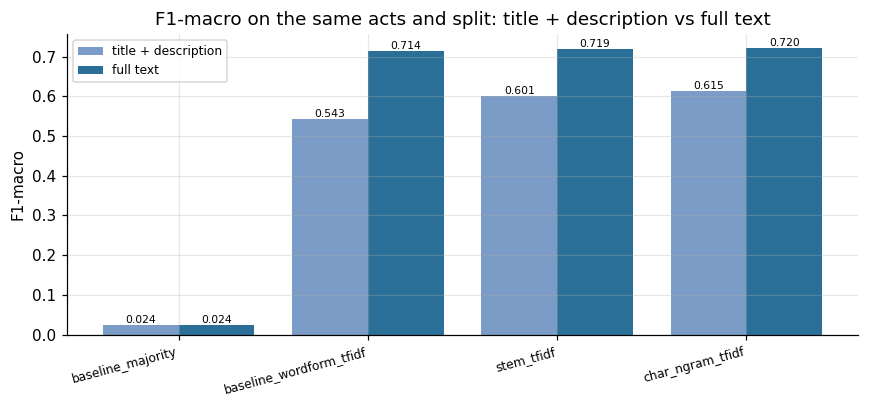 F1-macro on the same acts and split: title + description vs full text
title + description
full text
F1-macro
0.7
0.6
0.5
0.4
0.3
0.2
0.1
0.0
0.024
0.024
0.543
0.714
0.601
0.719
0.615
0.720
baseline_majority
baseline_wordform_tfidf
stem_tfidf
char_ngram_tfidf